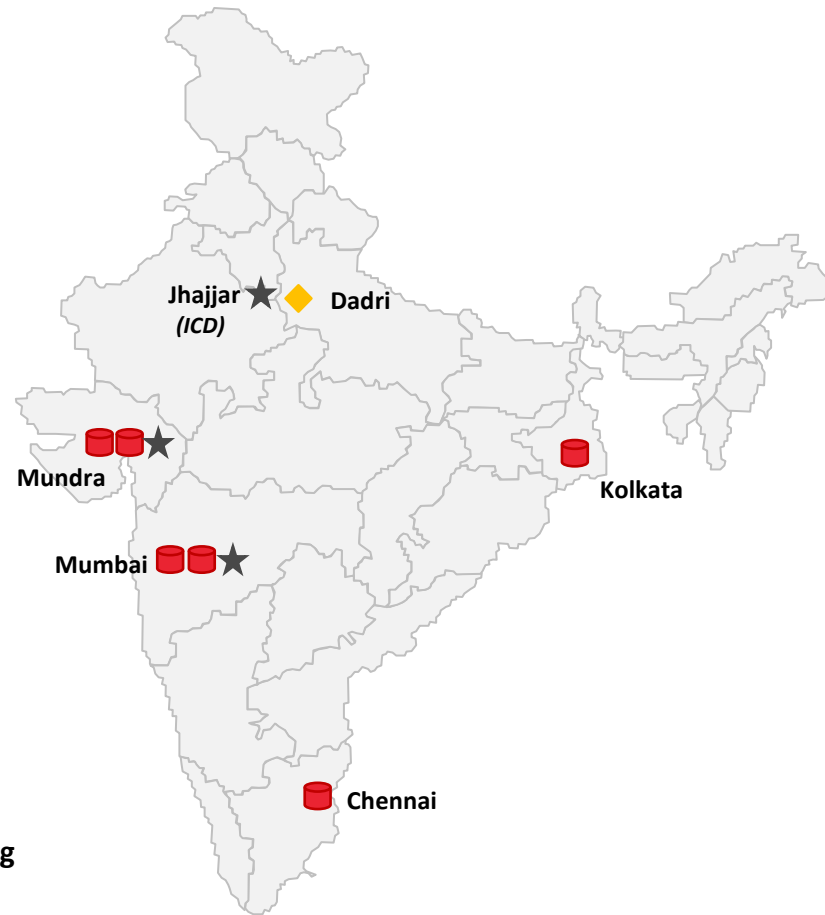 Jhajjar
(ICD)
Dadri
Mundra
Kolkata
Mumbai
Chennai
g